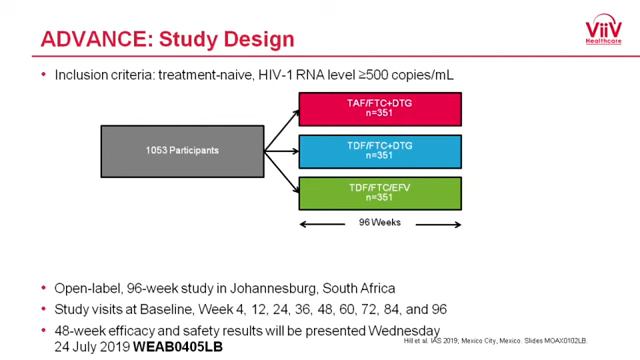 ADVANCE: Study Design
ViiV
Healthcare
• Inclusion criteria: treatment-naive, HIV-1 RNA level ≥500 copies/mL
1053 Participants
TAF/FTC+DTG
n=351
TDF/FTC+DTG
n=351
TDF/FTC/EFV
n=351
96 Weeks
• Open-label, 96-week study in Johannesburg, South Africa
• Study visits at Baseline, Week 4, 12, 24, 36, 48, 60, 72, 84, and 96
• 48-week efficacy and safety results will be presented Wednesday
24 July 2019 WEAB0405LB
Hill et al. IAS 2019; Mexico City, Mexico. Slides MOAX0102LB.